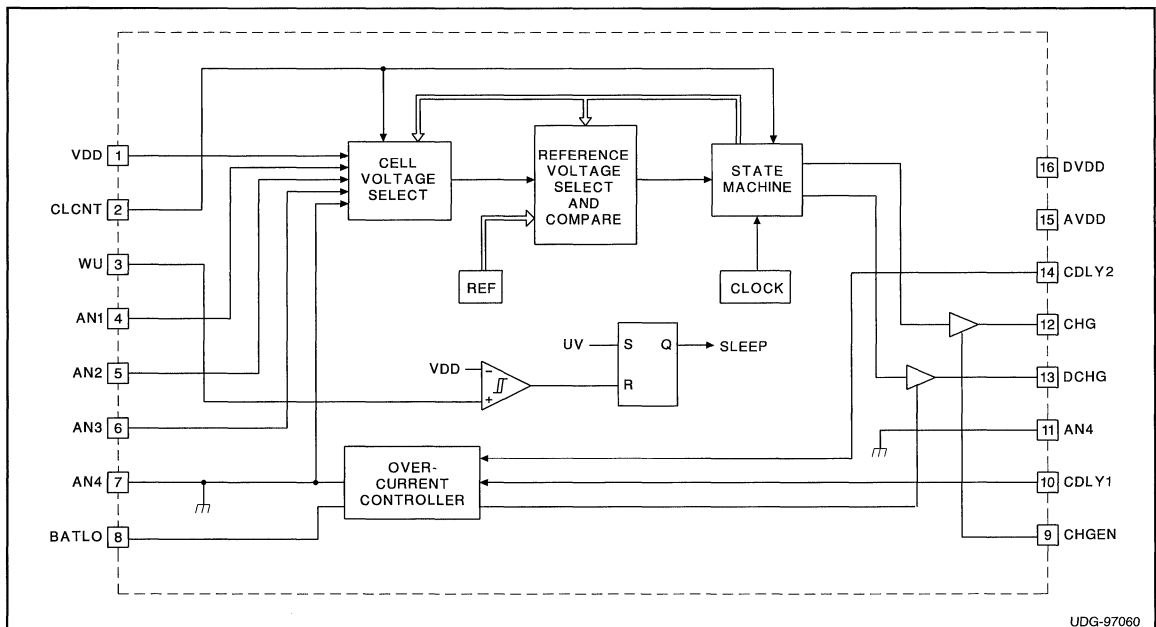 VDD 1
CLCNT 2
WU 3
AN1 4
AN2 5
AN3 6
AN4 7
BATLO 8
CELL
VOLTAGE
SELECT
REFERENCE
VOLTAGE
SELECT
AND
COMPARE
STATE
MACHINE
REF
CLOCK
UV
S Q
SLEEP
VDD
R
-
+
OVER-
CURRENT
CONTROLLER
16 DVDD
15 AVDD
14 CDLY2
12 CHG
13 DCHG
11 AN4
10 CDLY1
9 CHGEN
UDG-97060